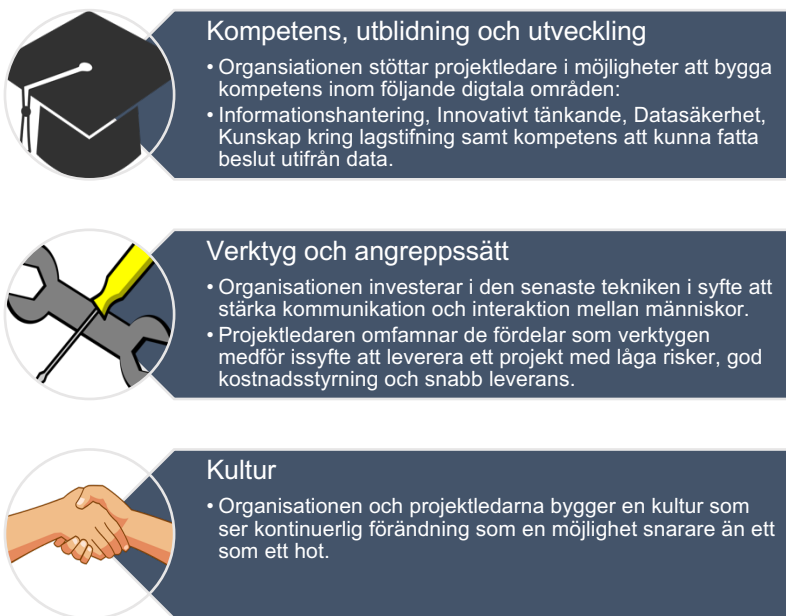 Kompetens, utblidning och utveckling
• Organsiationen stöttar projektledare i möjligheter att bygga
kompetens inom följande digtala områden:
• Informationshantering, Innovativt tänkande, Datasäkerhet,
Kunskap kring lagstifning samt kompetens att kunna fatta
beslut utifrån data.
Verktyg och angreppssätt
• Organisationen investerar i den senaste tekniken i syfte att
stärka kommunikation och interaktion mellan människor.
• Projektledaren omfamnar de fördelar som verktygen
medför issyfte att leverera ett projekt med låga risker, god
kostnadsstyrning och snabb leverans.
Kultur
• Organisationen och projektledarna bygger en kultur som
ser kontinuerlig förändning som en möjlighet snarare än ett
som ett hot.